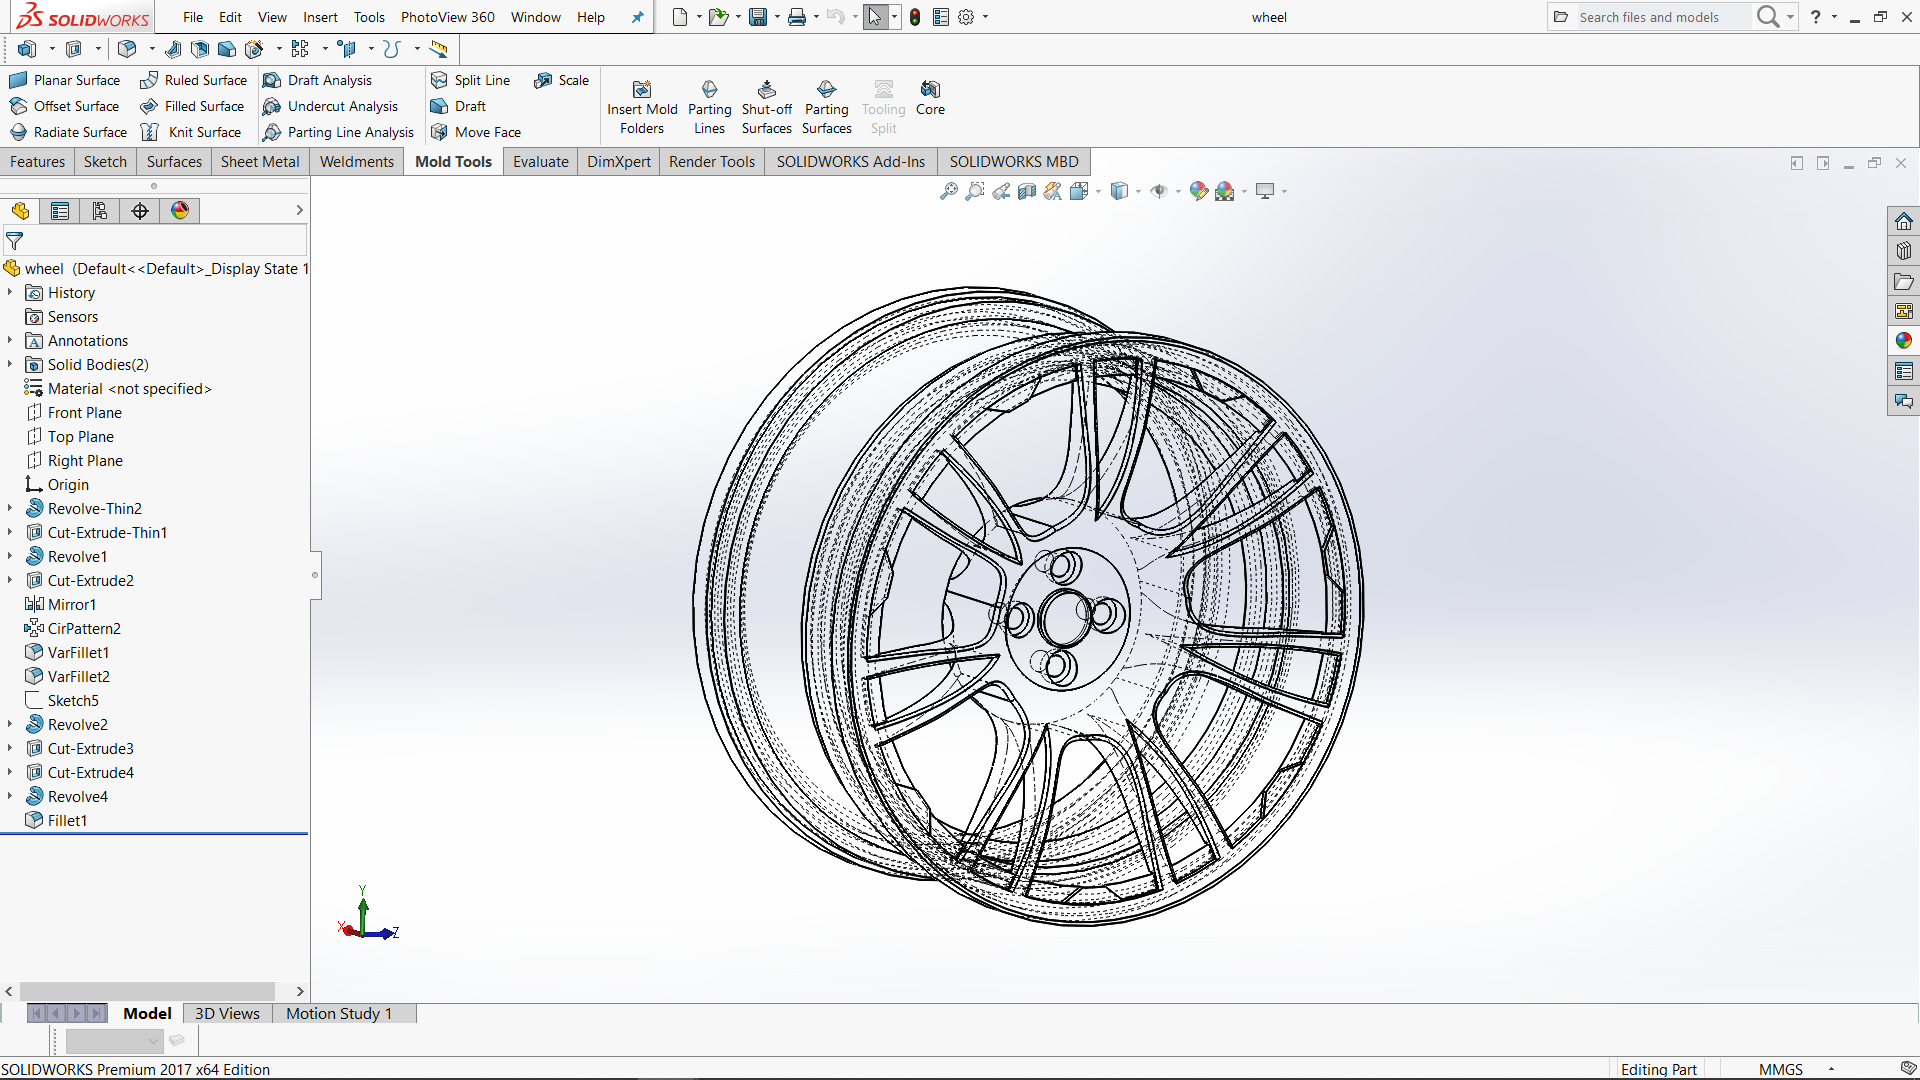 SOLIDWORKS File Edit View Insert Tools PhotoView 360 Window Help wheel Search files and models ?
Planar Surface Ruled Surface Draft Analysis Split Line Scale
Offset Surface Filled Surface Undercut Analysis Draft
Radiate Surface Knit Surface Parting Line Analysis Move Face
Insert Mold Folders
Parting Lines
Shut-off Surfaces
Parting Surfaces
Tooling Split
Core
Features Sketch Surfaces Sheet Metal Weldments Mold Tools Evaluate DimXpert Render Tools SOLIDWORKS Add-Ins SOLIDWORKS MBD
wheel (Default<<Default>_Display State 1
History
Sensors
A Annotations
Solid Bodies(2)
Material <not specified>
Front Plane
Top Plane
Right Plane
Origin
Revolve-Thin2
Cut-Extrude-Thin1
Revolve1
Cut-Extrude2
Mirror1
CirPattern2
VarFillet1
VarFillet2
Sketch5
Revolve2
Cut-Extrude3
Cut-Extrude4
Revolve4
Fillet1
Y
X
Z
Model 3D Views Motion Study 1
SOLIDWORKS Premium 2017 x64 Edition Editing Part MMGS